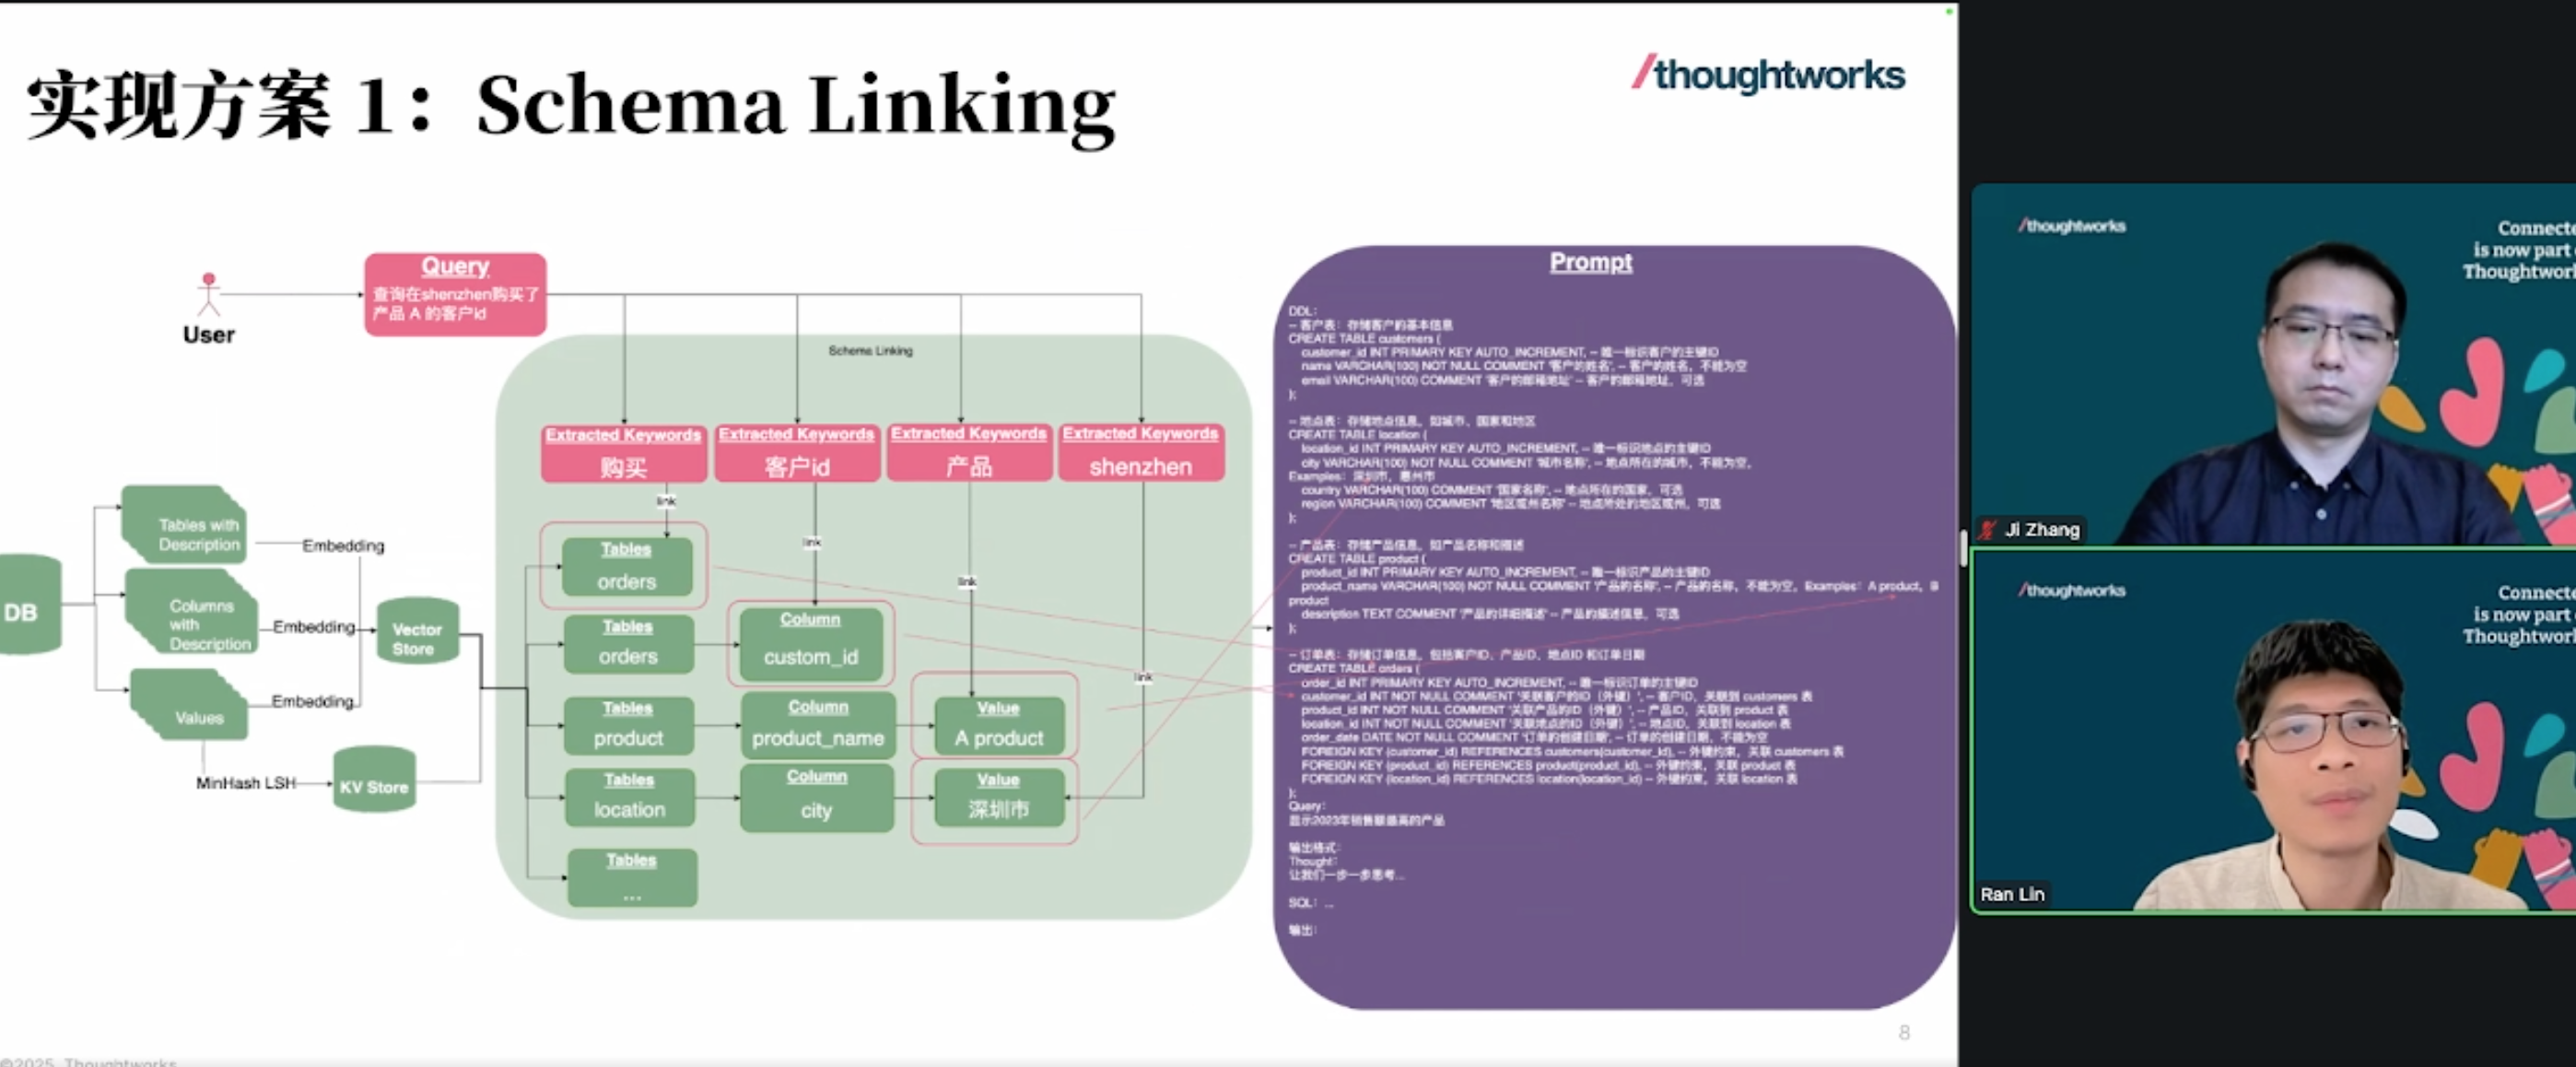 实现方案 1：Schema Linking
/thoughtworks
User
Query
查询在shenzhen购买了
产品 A 的客户id
Schema Linking
Extracted Keywords
购买
Extracted Keywords
客户id
Extracted Keywords
产品
Extracted Keywords
shenzhen
link
link
link
link
DB
Tables with
Description
Columns
with
Description
Values
Embedding
Embedding
Embedding
MinHash LSH
Vector
Store
KV Store
Tables
orders
Tables
orders
Column
custom_id
Tables
product
Column
product_name
Value
A product
Tables
location
Column
city
Value
深圳市
Tables
...
Prompt
DDL:
-- 客户表：存储客户的基本信息
CREATE TABLE customers (
customer_id INT PRIMARY KEY AUTO_INCREMENT, -- 唯一标识客户的主键ID
name VARCHAR(100) NOT NULL COMMENT '客户的姓名', -- 客户的姓名，不能为空
email VARCHAR(100) COMMENT '客户的邮箱地址' -- 客户的邮箱地址，可选
);
-- 地点表：存储地点信息，如城市、国家和地区
CREATE TABLE location (
location_id INT PRIMARY KEY AUTO_INCREMENT, -- 唯一标识地点的主键ID
city VARCHAR(100) NOT NULL COMMENT '城市名称', -- 地点所在的城市，不能为空，
Examples：深圳市，惠州市
country VARCHAR(100) COMMENT '国家名称', -- 地点所在的国家，可选
region VARCHAR(100) COMMENT '地区或州名称' -- 地点所处的地区或州，可选
);
-- 产品表：存储产品信息，如产品名称和描述
CREATE TABLE product (
product_id INT PRIMARY KEY AUTO_INCREMENT, -- 唯一标识产品的主键ID
product_name VARCHAR(100) NOT NULL COMMENT '产品的名称', -- 产品的名称，不能为空，Examples：A product，B
product
description TEXT COMMENT '产品的详细描述' -- 产品的描述信息，可选
);
-- 订单表：存储订单信息，包括客户ID、产品ID、地点ID 和订单日期
CREATE TABLE orders (
order_id INT PRIMARY KEY AUTO_INCREMENT, -- 唯一标识订单的主键ID
customer_id INT NOT NULL COMMENT '关联客户的ID（外键）', -- 客户ID，关联到 customers 表
product_id INT NOT NULL COMMENT '关联产品的ID（外键）', -- 产品ID，关联到 product 表
location_id INT NOT NULL COMMENT '关联地点的ID（外键）', -- 地点ID，关联到 location 表
order_date DATE NOT NULL COMMENT '订单的创建日期', -- 订单的创建日期，不能为空
FOREIGN KEY (customer_id) REFERENCES customers(customer_id), -- 外键约束，关联 customers 表
FOREIGN KEY (product_id) REFERENCES product(product_id), -- 外键约束，关联 product 表
FOREIGN KEY (location_id) REFERENCES location(location_id) -- 外键约束，关联 location 表
);
Query:
显示2023年销售额最高的产品
输出格式:
Thought:
让我们一步一步思考...
SQL: ...
输出:
8
©2025 Thoughtworks
/thoughtworks
Connecte
is now part
Thoughtwor
Ji Zhang
/thoughtworks
Connecte
is now part
Thoughtwor
Ran Lin